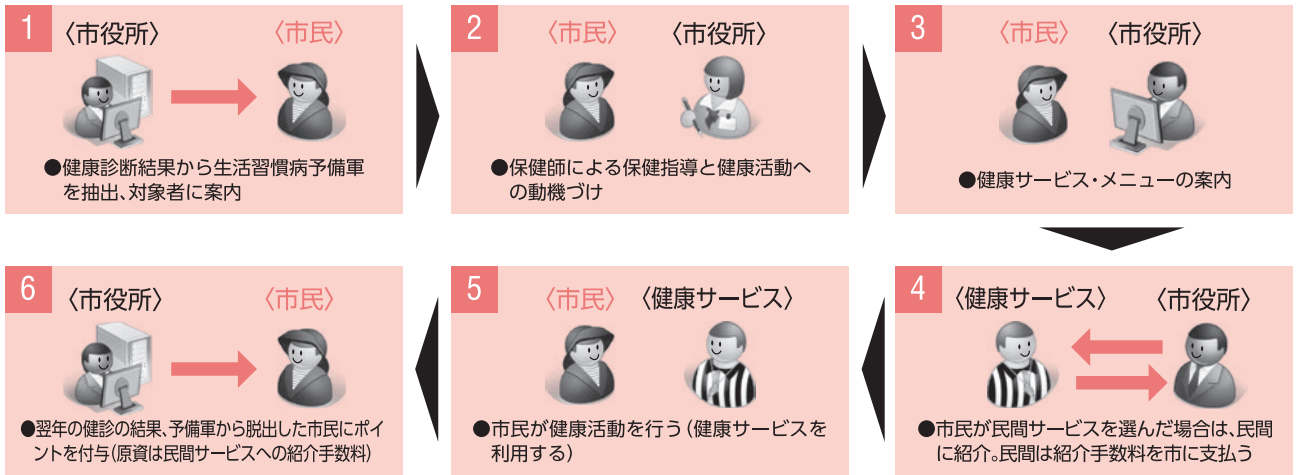 1
〈市役所〉 〈市民〉
●健康診断結果から生活習慣病予備軍
を抽出、対象者に案内
2
〈市民〉 〈市役所〉
●保健師による保健指導と健康活動へ
の動機づけ
3
〈市民〉 〈市役所〉
●健康サービス・メニューの案内
4
〈健康サービス〉 〈市役所〉
●市民が民間サービスを選んだ場合は、民間
に紹介。民間は紹介手数料を市に支払う
5
〈市民〉 〈健康サービス〉
●市民が健康活動を行う(健康サービスを
利用する)
6
〈市役所〉 〈市民〉
●翌年の健診の結果、予備軍から脱出した市民にポイ
ントを付与(原資は民間サービスへの紹介手数料)